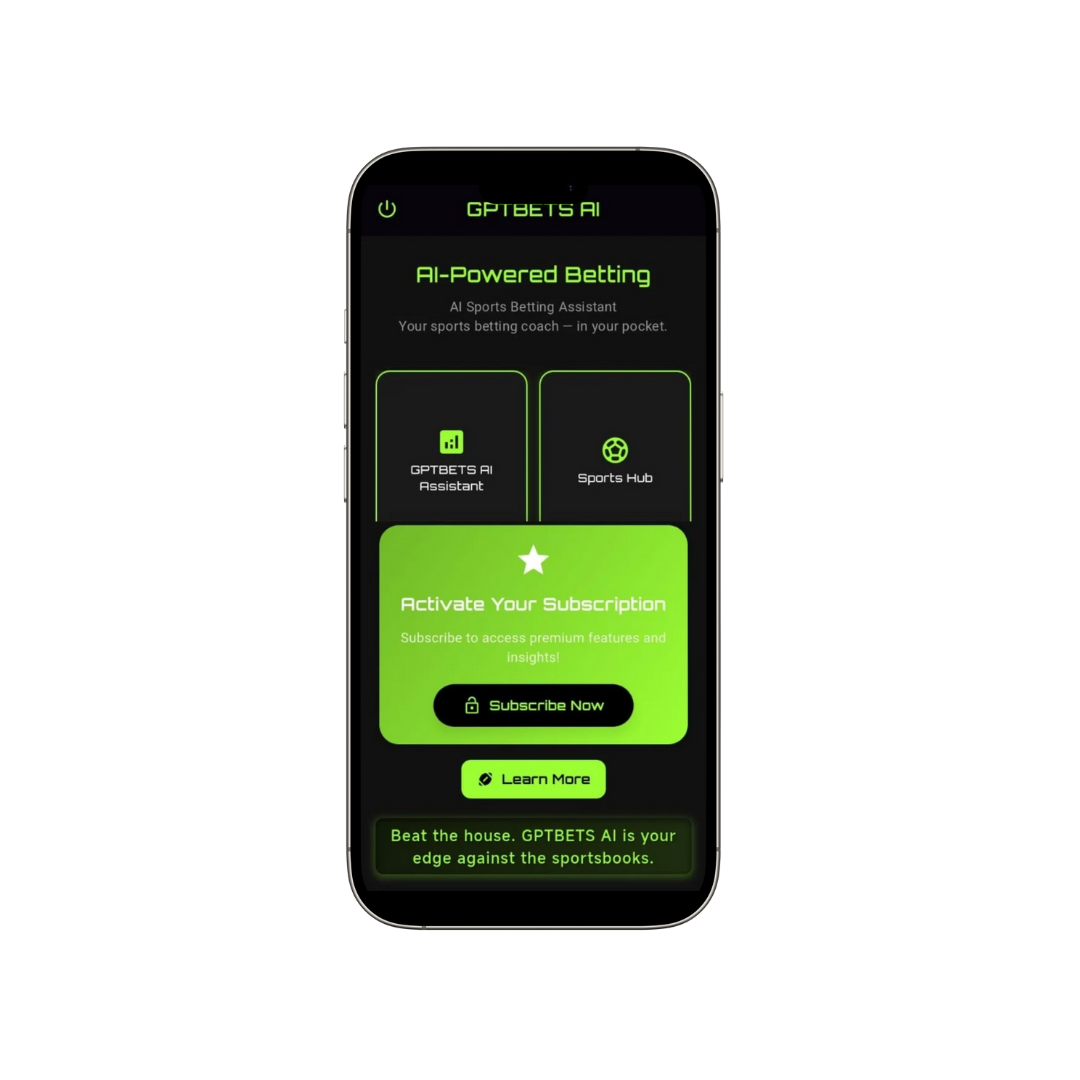 GPTBETS AI
AI-Powered Betting
AI Sports Betting Assistant
Your sports betting coach — in your pocket.
GPTBETS AI
Assistant
Sports Hub
Activate Your Subscription
Subscribe to access premium features and
insights!
Subscribe Now
Learn More
Beat the house. GPTBETS AI is your
edge against the sportsbooks.